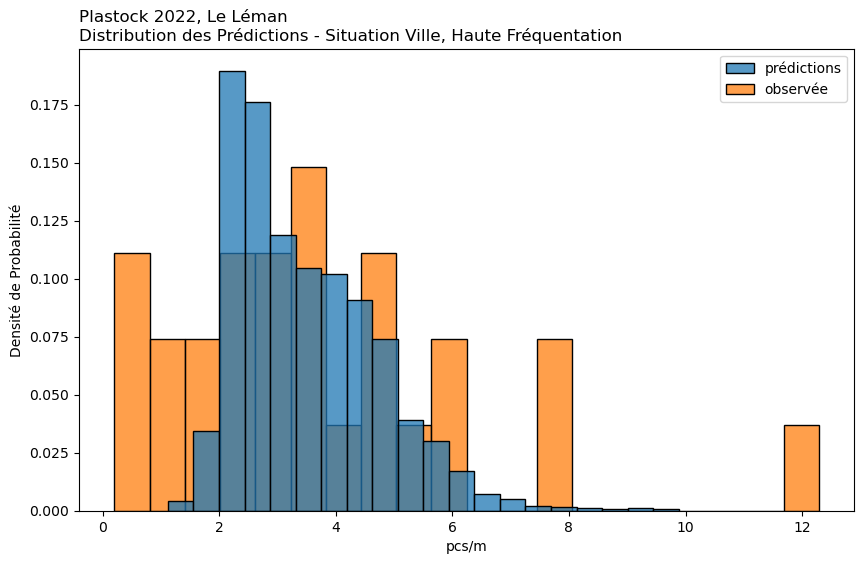 Plastock 2022, Le Léman
Distribution des Prédictions - Situation Ville, Haute Fréquentation
prédictions
observée
Densité de Probabilité
0.175
0.150
0.125
0.100
0.075
0.050
0.025
0.000
0 2 4 6 8 10 12
pcs/m